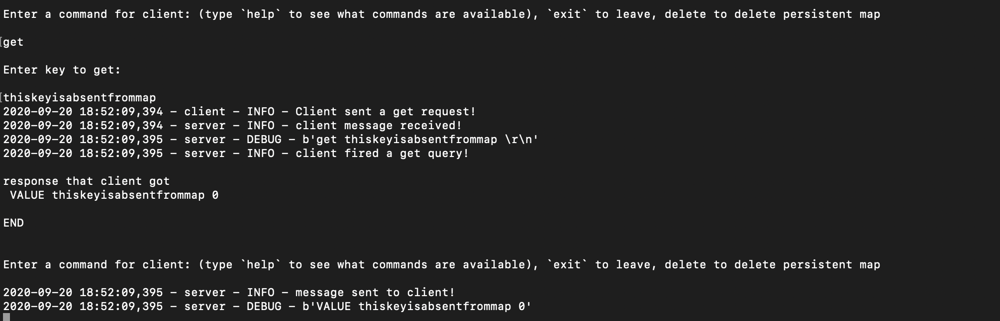 Enter a command for client: (type `help` to see what commands are available), `exit` to leave, delete to delete persistent map
get
Enter key to get:
thiskeyisabsentfrommap
2020-09-20 18:52:09,394 - client - INFO - Client sent a get request!
2020-09-20 18:52:09,394 - server - INFO - client message received!
2020-09-20 18:52:09,395 - server - DEBUG - b'get thiskeyisabsentfrommap \r\n'
2020-09-20 18:52:09,395 - server - INFO - client fired a get query!
response that client got
VALUE thiskeyisabsentfrommap 0
END
Enter a command for client: (type `help` to see what commands are available), `exit` to leave, delete to delete persistent map
2020-09-20 18:52:09,395 - server - INFO - message sent to client!
2020-09-20 18:52:09,395 - server - DEBUG - b'VALUE thiskeyisabsentfrommap 0'